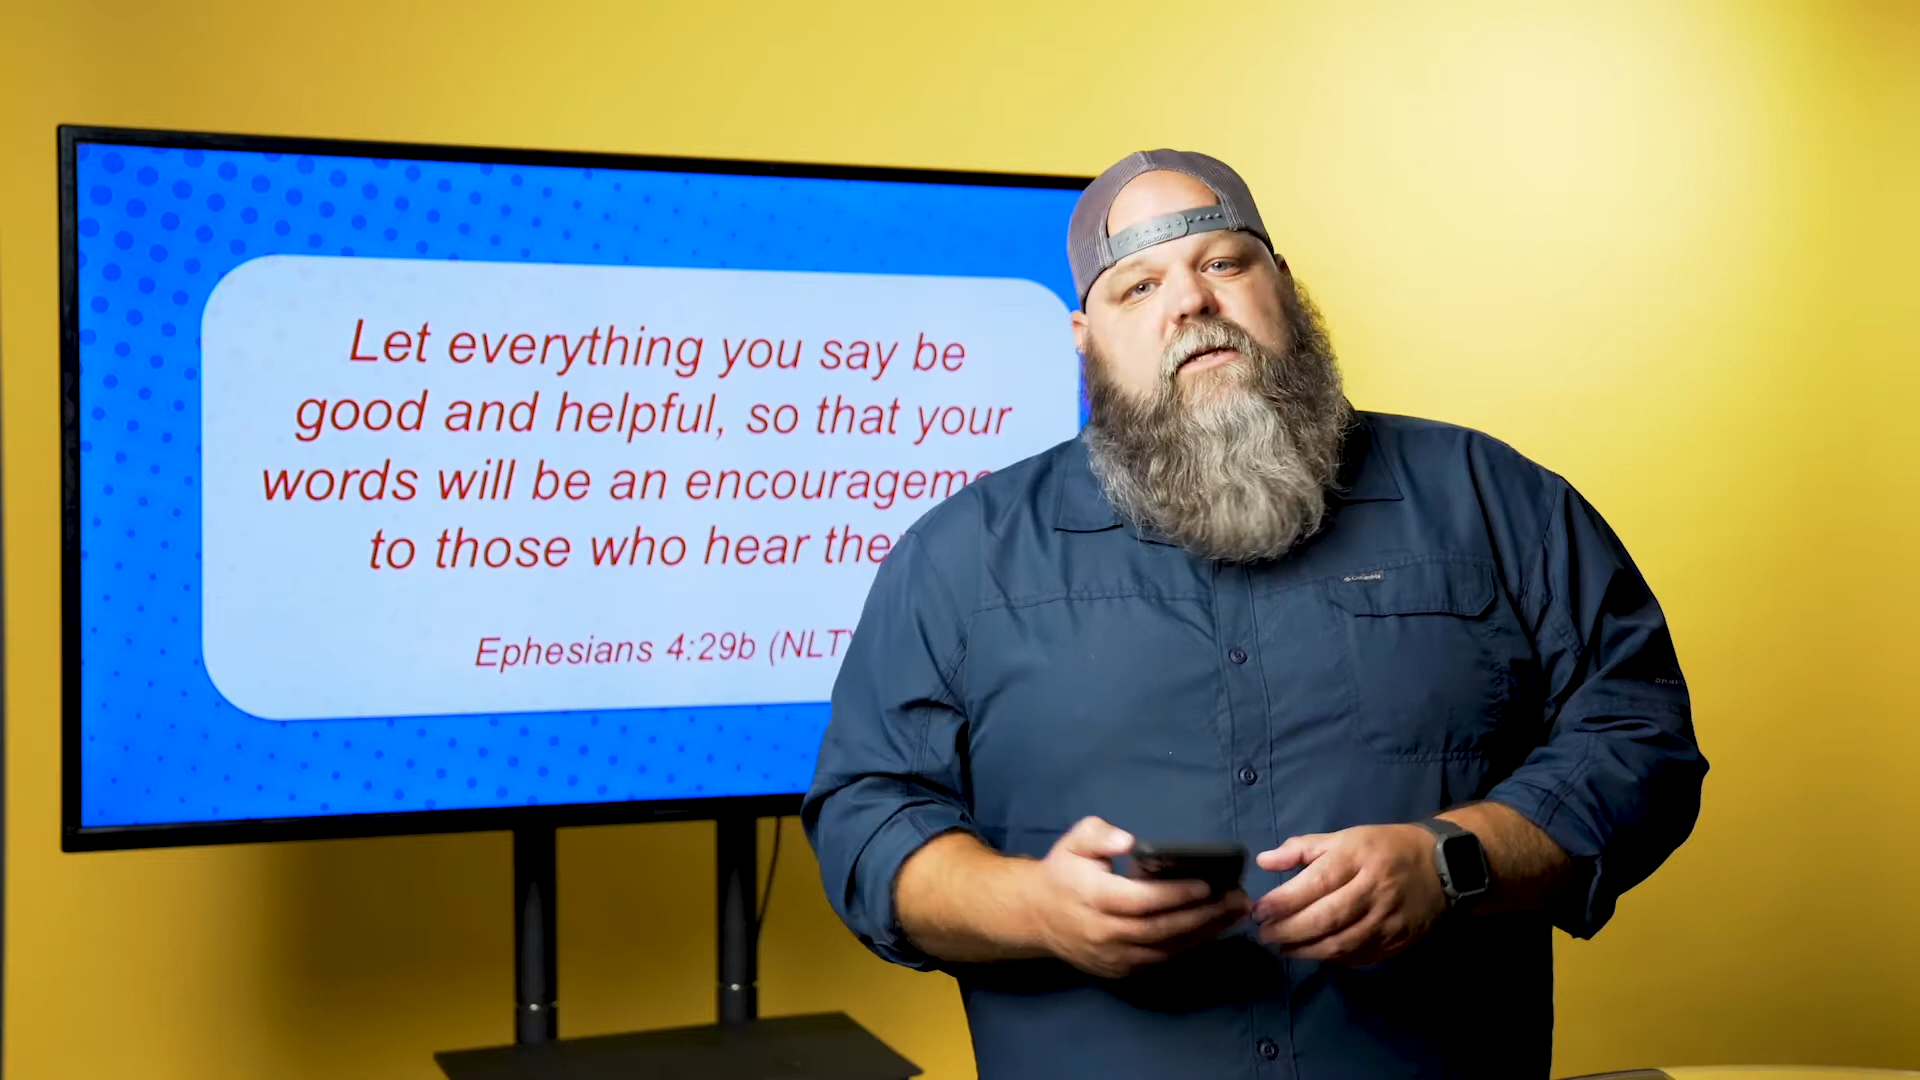 Let everything you say be
good and helpful, so that your
words will be an encourageme
to those who hear the
Ephesians 4:29b (NLT
Columbia